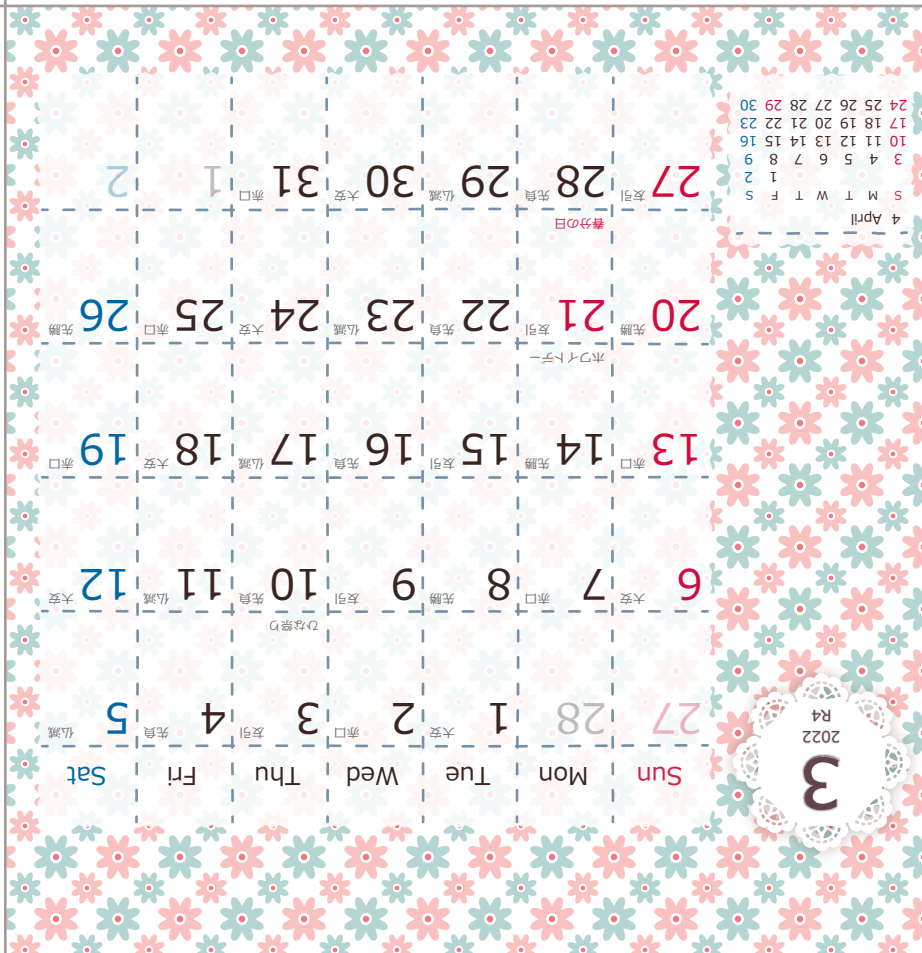 3
2022
R4
Sun Mon Tue Wed Thu Fri Sat
27 28 1 大安 2 赤口 3 友引 4 先負 5 仏滅
ひな祭り
6 大安 7 赤口 8 先勝 9 友引 10 先負 11 仏滅 12 大安
13 赤口 14 先勝 15 友引 16 先負 17 仏滅 18 大安 19 赤口
ホワイトデー
20 先勝 21 友引 22 先負 23 仏滅 24 大安 25 赤口 26 先勝
春分の日
27 友引 28 先負 29 仏滅 30 大安 31 赤口 1 2
4 April
S M T W T F S
1 2
3 4 5 6 7 8 9
10 11 12 13 14 15 16
17 18 19 20 21 22 23
24 25 26 27 28 29 30